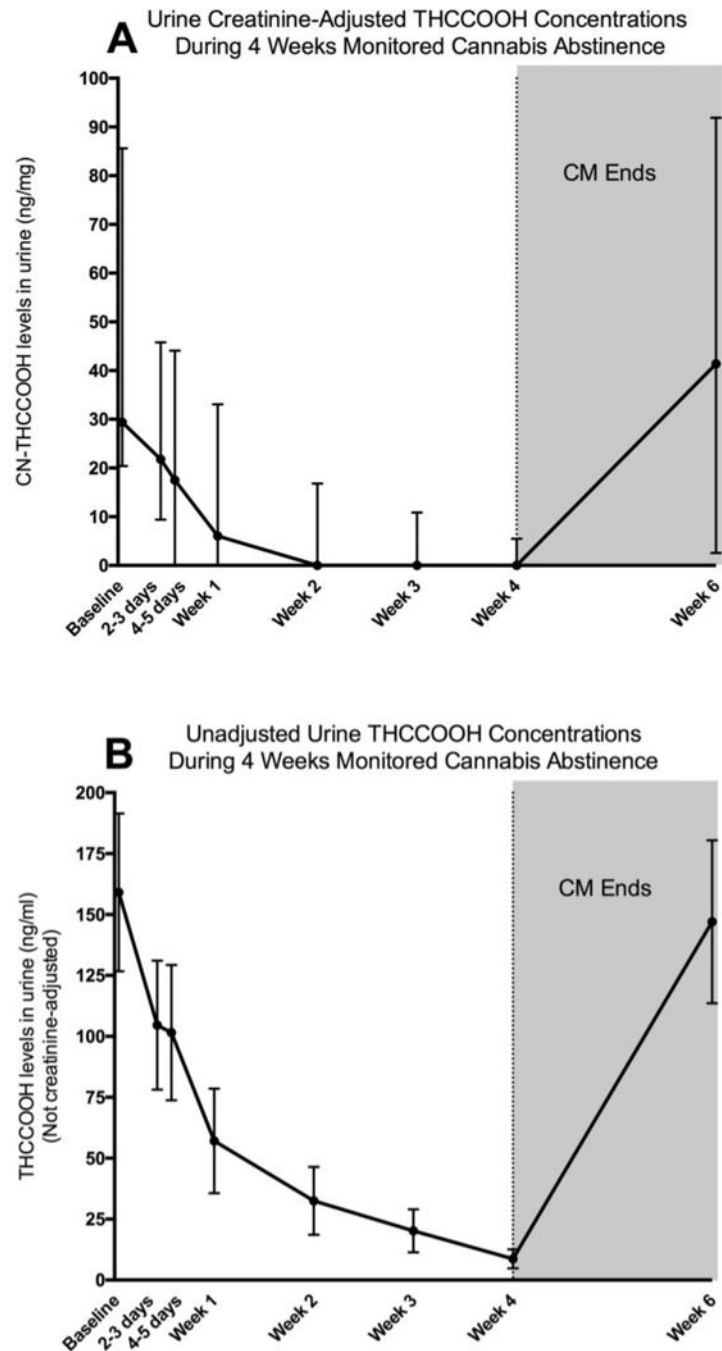 A
Urine Creatinine-Adjusted THCCOOH Concentrations
During 4 Weeks Monitored Cannabis Abstinence
CN-THCCOOH levels in urine (ng/mg)
100
90
80
70
60
50
40
30
20
10
0
CM Ends
Baseline
2-3 days
4-5 days
Week 1
Week 2
Week 3
Week 4
Week 6
B
Unadjusted Urine THCCOOH Concentrations
During 4 Weeks Monitored Cannabis Abstinence
THCCOOH levels in urine (ng/ml)
(Not creatinine-adjusted)
200
175
150
125
100
75
50
25
0
CM Ends
Baseline
2-3 days
4-5 days
Week 1
Week 2
Week 3
Week 4
Week 6